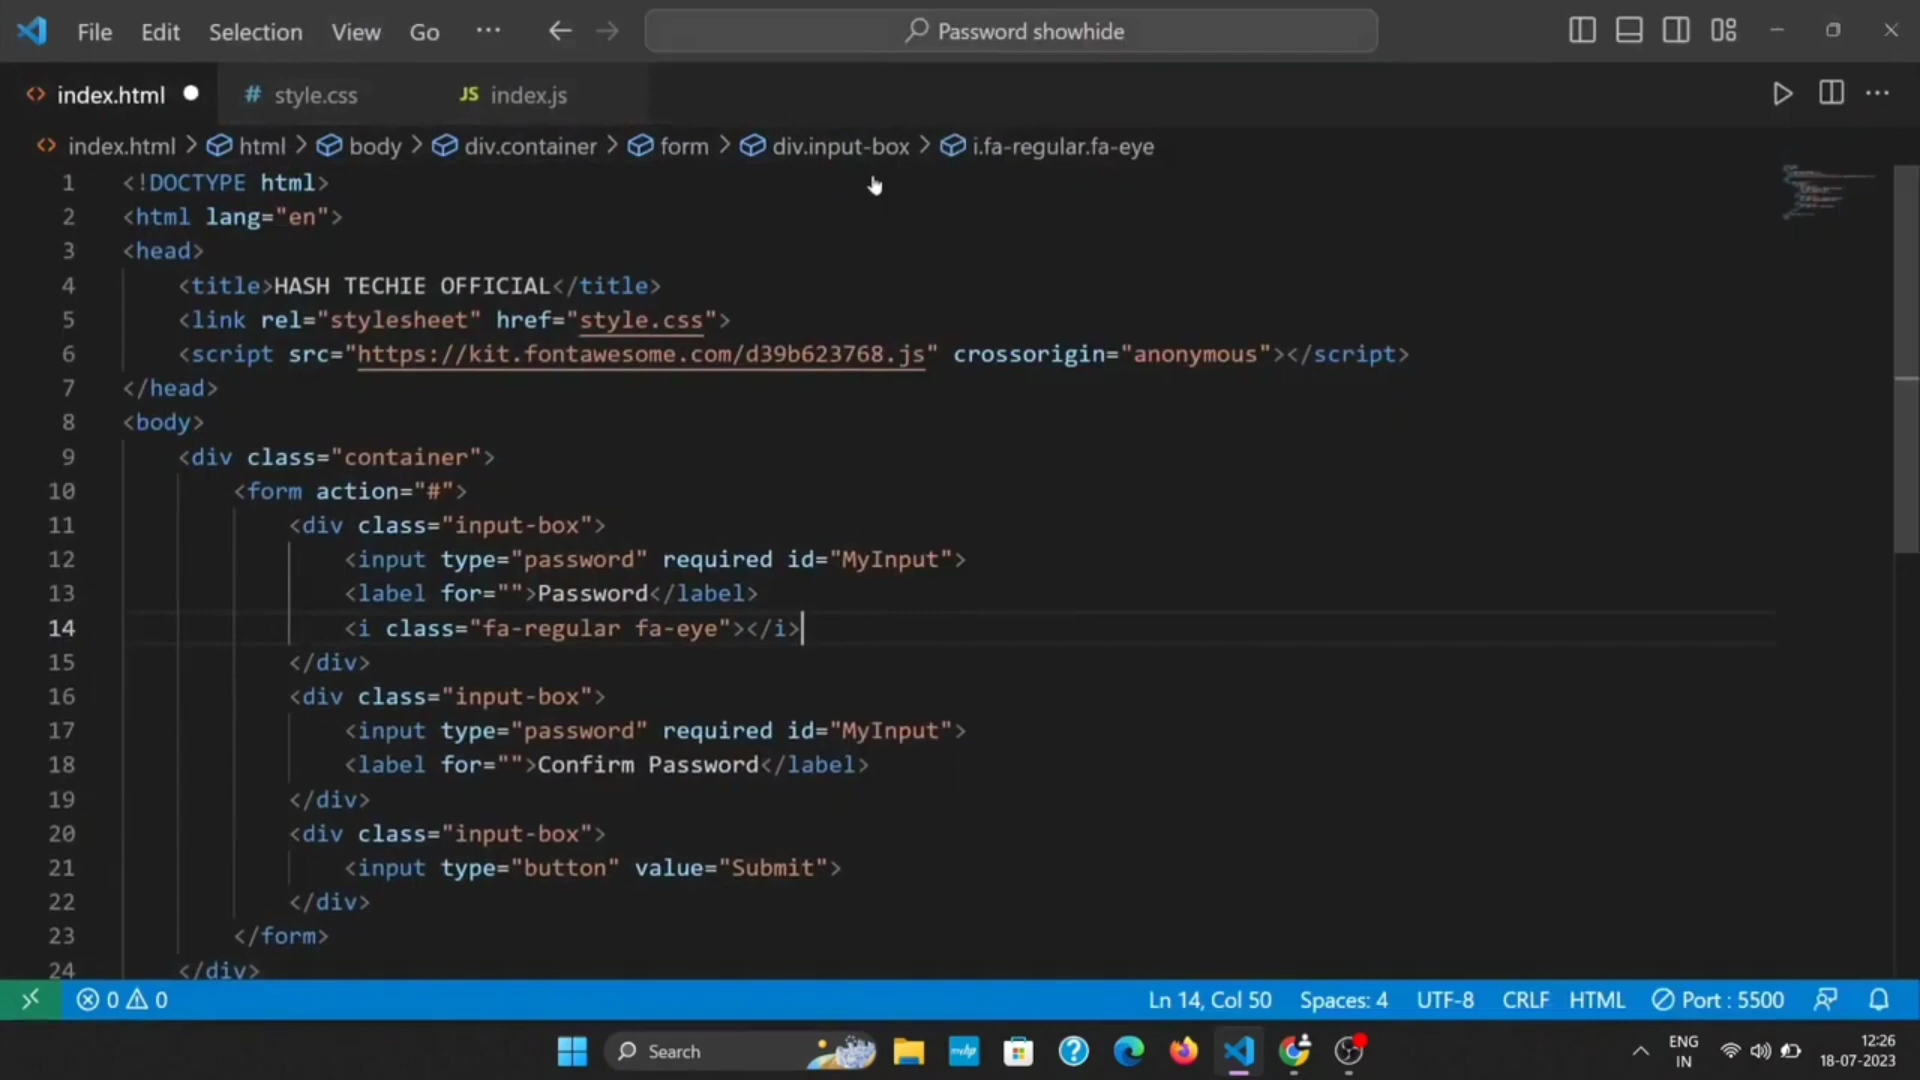 File Edit Selection View Go ··· Password showhide
index.html style.css JS index.js
index.html > html > body > div.container > form > div.input-box > i.fa-regular.fa-eye
1 <!DOCTYPE html>
2 <html lang="en">
3 <head>
4 <title>HASH TECHIE OFFICIAL</title>
5 <link rel="stylesheet" href="style.css">
6 <script src="https://kit.fontawesome.com/d39b623768.js" crossorigin="anonymous"></script>
7 </head>
8 <body>
9 <div class="container">
10 <form action="#">
11 <div class="input-box">
12 <input type="password" required id="MyInput">
13 <label for="">Password</label>
14 <i class="fa-regular fa-eye"></i>
15 </div>
16 <div class="input-box">
17 <input type="password" required id="MyInput">
18 <label for="">Confirm Password</label>
19 </div>
20 <div class="input-box">
21 <input type="button" value="Submit">
22 </div>
23 </form>
24 </div>
0 0 Ln 14, Col 50 Spaces: 4 UTF-8 CRLF HTML Port : 5500
Search myhp ENG IN 12:26 18-07-2023